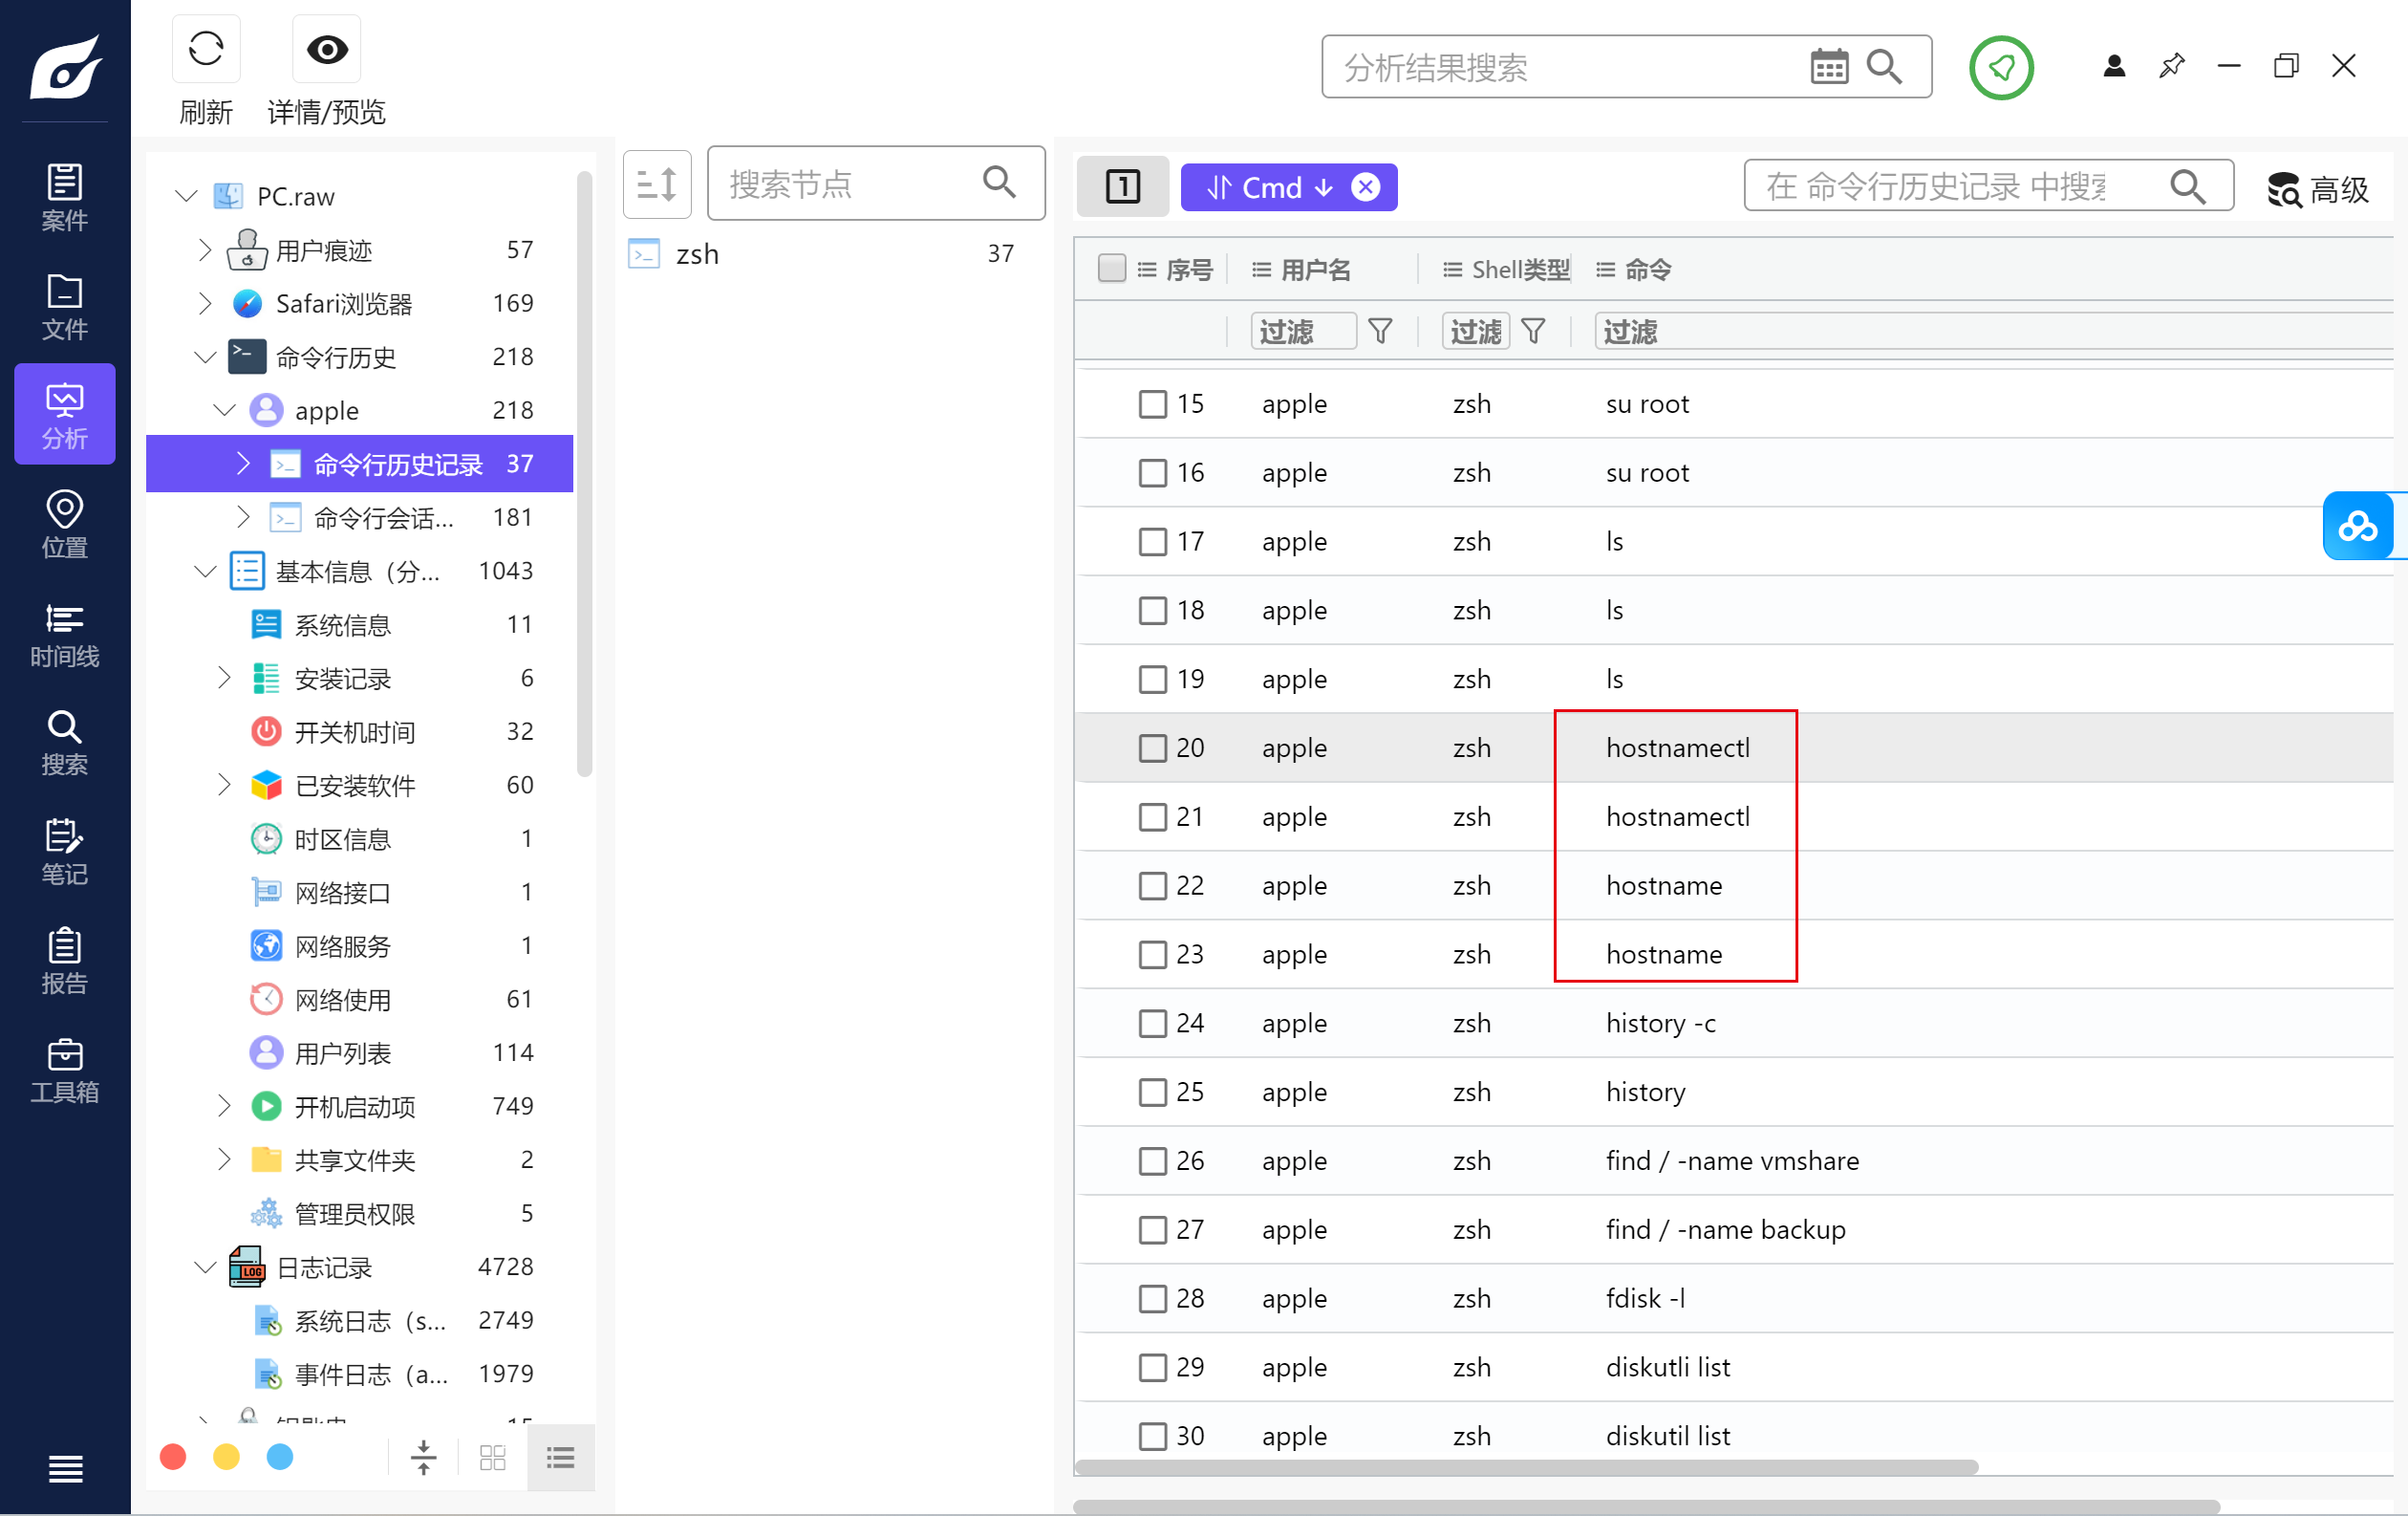 刷新
详情/预览
分析结果搜索
案件
文件
分析
位置
时间线
搜索
笔记
报告
工具箱
PC.raw
用户痕迹 57
Safari浏览器 169
命令行历史 218
apple 218
命令行历史记录 37
命令行会话... 181
基本信息（分... 1043
系统信息 11
安装记录 6
开关机时间 32
已安装软件 60
时区信息 1
网络接口 1
网络服务 1
网络使用 61
用户列表 114
开机启动项 749
共享文件夹 2
管理员权限 5
日志记录 4728
LOG
系统日志（s... 2749
事件日志（a... 1979
搜索节点
zsh 37
1
Cmd
在 命令行历史记录 中搜
高级
序号 用户名 Shell类型 命令
过滤 过滤 过滤
15 apple zsh su root
16 apple zsh su root
17 apple zsh ls
18 apple zsh ls
19 apple zsh ls
20 apple zsh hostnamectl
21 apple zsh hostnamectl
22 apple zsh hostname
23 apple zsh hostname
24 apple zsh history -c
25 apple zsh history
26 apple zsh find / -name vmshare
27 apple zsh find / -name backup
28 apple zsh fdisk -l
29 apple zsh diskutli list
30 apple zsh diskutil list